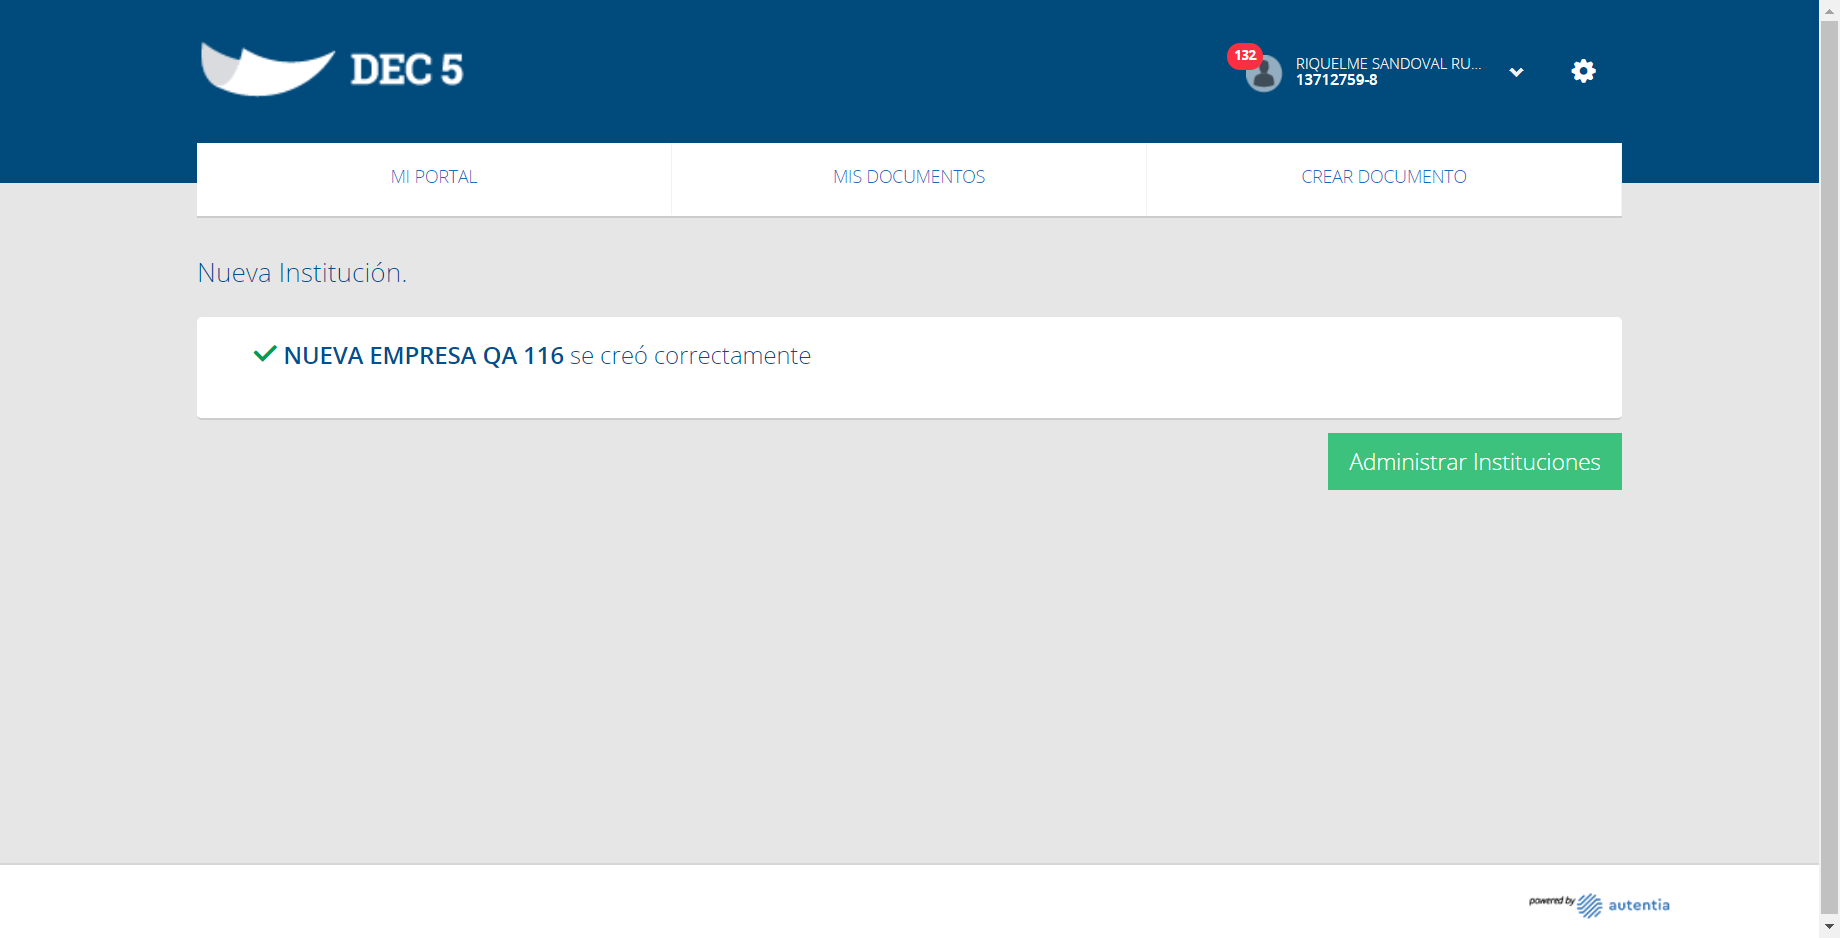 DEC 5
132
RIQUELME SANDOVAL RU...
13712759-8
MI PORTAL
MIS DOCUMENTOS
CREAR DOCUMENTO
Nueva Institución.
NUEVA EMPRESA QA 116 se creó correctamente
Administrar Instituciones
powered by autentia